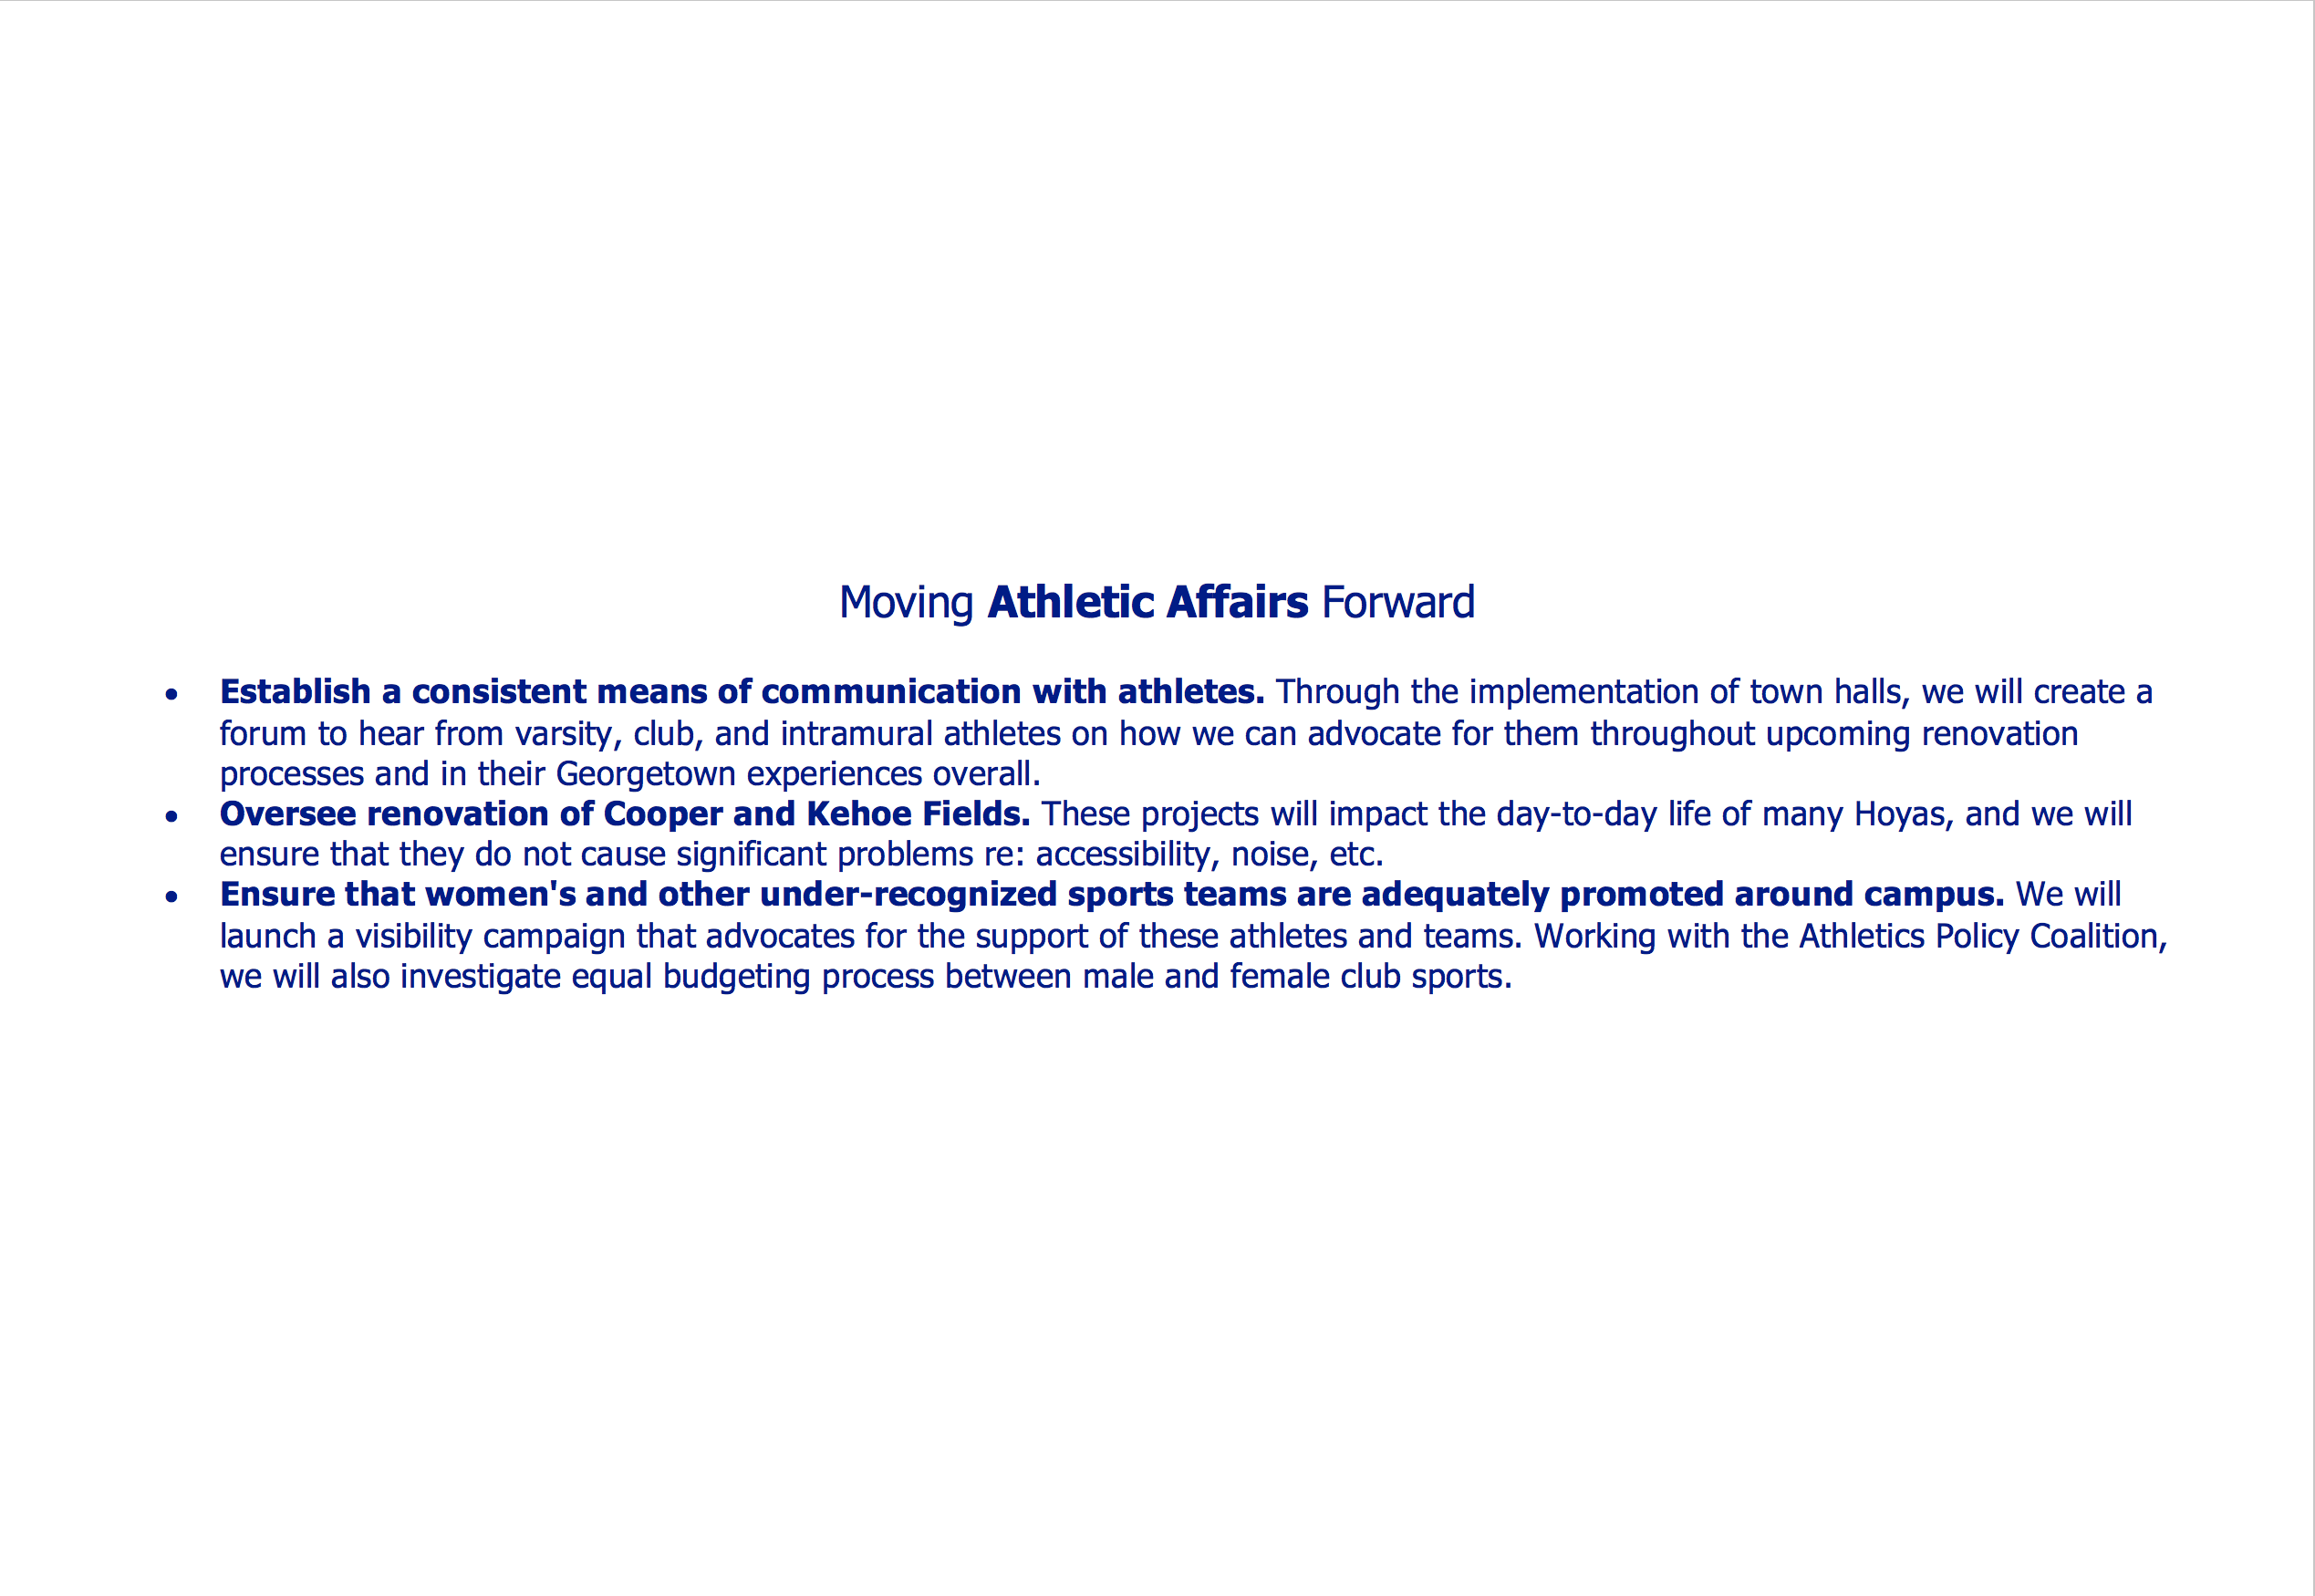 Moving Athletic Affairs Forward
• Establish a consistent means of communication with athletes. Through the implementation of town halls, we will create a
forum to hear from varsity, club, and intramural athletes on how we can advocate for them throughout upcoming renovation
processes and in their Georgetown experiences overall.
• Oversee renovation of Cooper and Kehoe Fields. These projects will impact the day-to-day life of many Hoyas, and we will
ensure that they do not cause significant problems re: accessibility, noise, etc.
• Ensure that women's and other under-recognized sports teams are adequately promoted around campus. We will
launch a visibility campaign that advocates for the support of these athletes and teams. Working with the Athletics Policy Coalition,
we will also investigate equal budgeting process between male and female club sports.